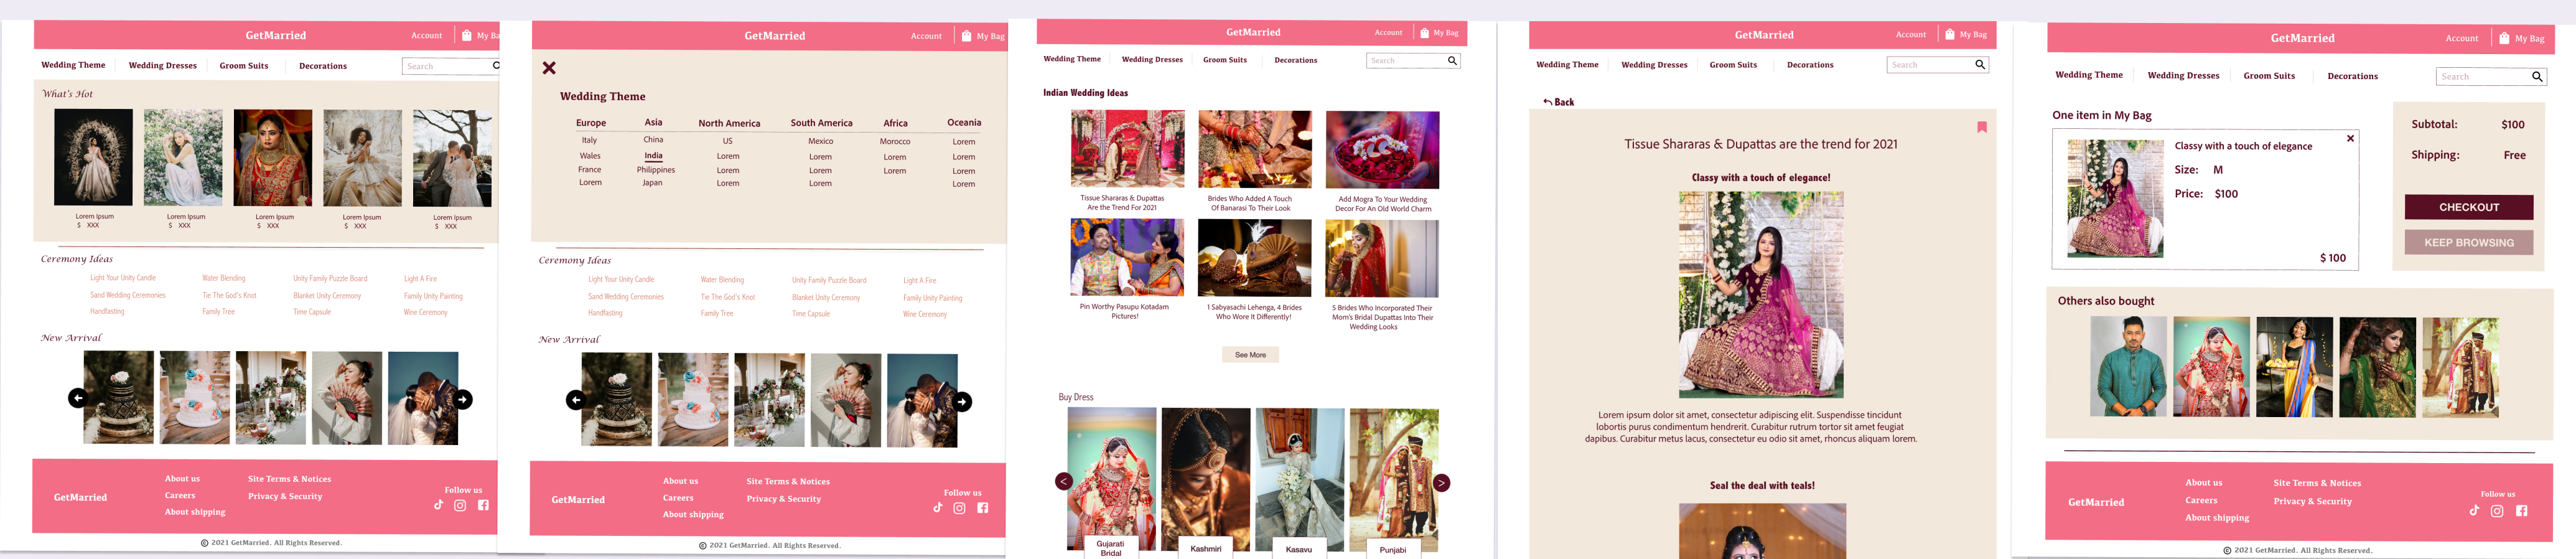 GetMarried
Account
My Ba
Wedding Theme
Wedding Dresses
Groom Suits
Decorations
Search
What's Hot
Lorem Ipsum
$ XXX
Lorem Ipsum
$ XXX
Lorem Ipsum
$ XXX
Lorem Ipsum
$ XXX
Lorem Ipsum
$ XXX
Ceremony Ideas
Light Your Unity Candle
Water Blending
Unity Family Puzzle Board
Light A Fire
Sand Wedding Ceremonies
Tie The God's Knot
Blanket Unity Ceremony
Family Unity Painting
Handfasting
Family Tree
Time Capsule
Wine Ceremony
New Arrival
GetMarried
About us
Careers
About shipping
Site Terms & Notices
Privacy & Security
Follow us
© 2021 GetMarried. All Rights Reserved.
GetMarried
Account
My Bag
Wedding Theme
Europe
Asia
North America
South America
Africa
Oceania
Italy
China
US
Mexico
Morocco
Lorem
Wales
India
Lorem
Lorem
Lorem
Lorem
France
Philippines
Lorem
Lorem
Lorem
Lorem
Lorem
Japan
Lorem
Lorem
Lorem
Ceremony Ideas
Light Your Unity Candle
Water Blending
Unity Family Puzzle Board
Light A Fire
Sand Wedding Ceremonies
Tie The God's Knot
Blanket Unity Ceremony
Family Unity Painting
Handfasting
Family Tree
Time Capsule
Wine Ceremony
New Arrival
GetMarried
About us
Careers
About shipping
Site Terms & Notices
Privacy & Security
Follow us
© 2021 GetMarried. All Rights Reserved.
GetMarried
Account
My Bag
Wedding Theme
Wedding Dresses
Groom Suits
Decorations
Search
Indian Wedding Ideas
Tissue Shararas & Dupattas
Are the Trend For 2021
Brides Who Added A Touch
Of Banarasi To Their Look
Add Mogra To Your Wedding
Decor For An Old World Charm
Pin Worthy Pasupu Kotadam
Pictures!
1 Sabyasachi Lehenga, 4 Brides
Who Wore It Differently!
5 Brides Who Incorporated Their
Mom's Bridal Dupattas Into Their
Wedding Looks
See More
Buy Dress
<
>
Gujarati
Bridal
Kashmiri
Kasavu
Punjabi
GetMarried
Account
My Bag
Wedding Theme
Wedding Dresses
Groom Suits
Decorations
Search
Back
Tissue Shararas & Dupattas are the trend for 2021
Classy with a touch of elegance!
Lorem ipsum dolor sit amet, consectetur adipiscing elit. Suspendisse tincidunt
lobortis purus condimentum hendrerit. Curabitur rutrum tortor sit amet feugiat
dapibus. Curabitur metus lacus, consectetur eu odio sit amet, rhoncus aliquam lorem.
Seal the deal with teals!
GetMarried
Account
My Bag
Wedding Theme
Wedding Dresses
Groom Suits
Decorations
Search
One item in My Bag
Classy with a touch of elegance
Size: M
Price: $100
$ 100
Subtotal: $100
Shipping: Free
CHECKOUT
KEEP BROWSING
Others also bought
GetMarried
About us
Careers
About shipping
Site Terms & Notices
Privacy & Security
Follow us
© 2021 GetMarried. All Rights Reserved.